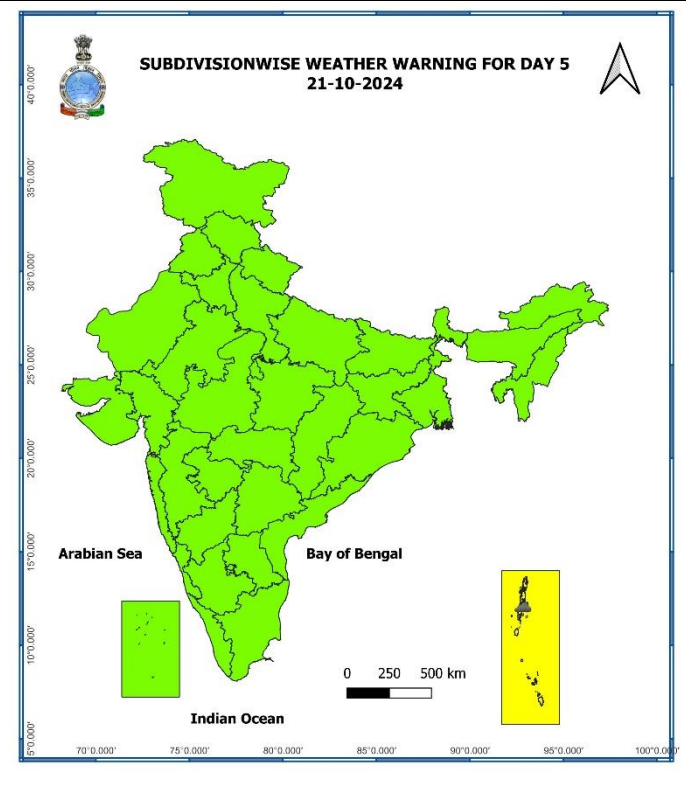 SUBDIVISIONWISE WEATHER WARNING FOR DAY 5
21-10-2024
40°0.000'
35°0.000'
30°0.000'
25°0.000'
20°0.000'
15°0.000'
10°0.000'
5°0.000'
Arabian Sea
Bay of Bengal
0 250 500 km
Indian Ocean
70°0.000' 75°0.000' 80°0.000' 85°0.000' 90°0.000' 95°0.000' 100°0.000'